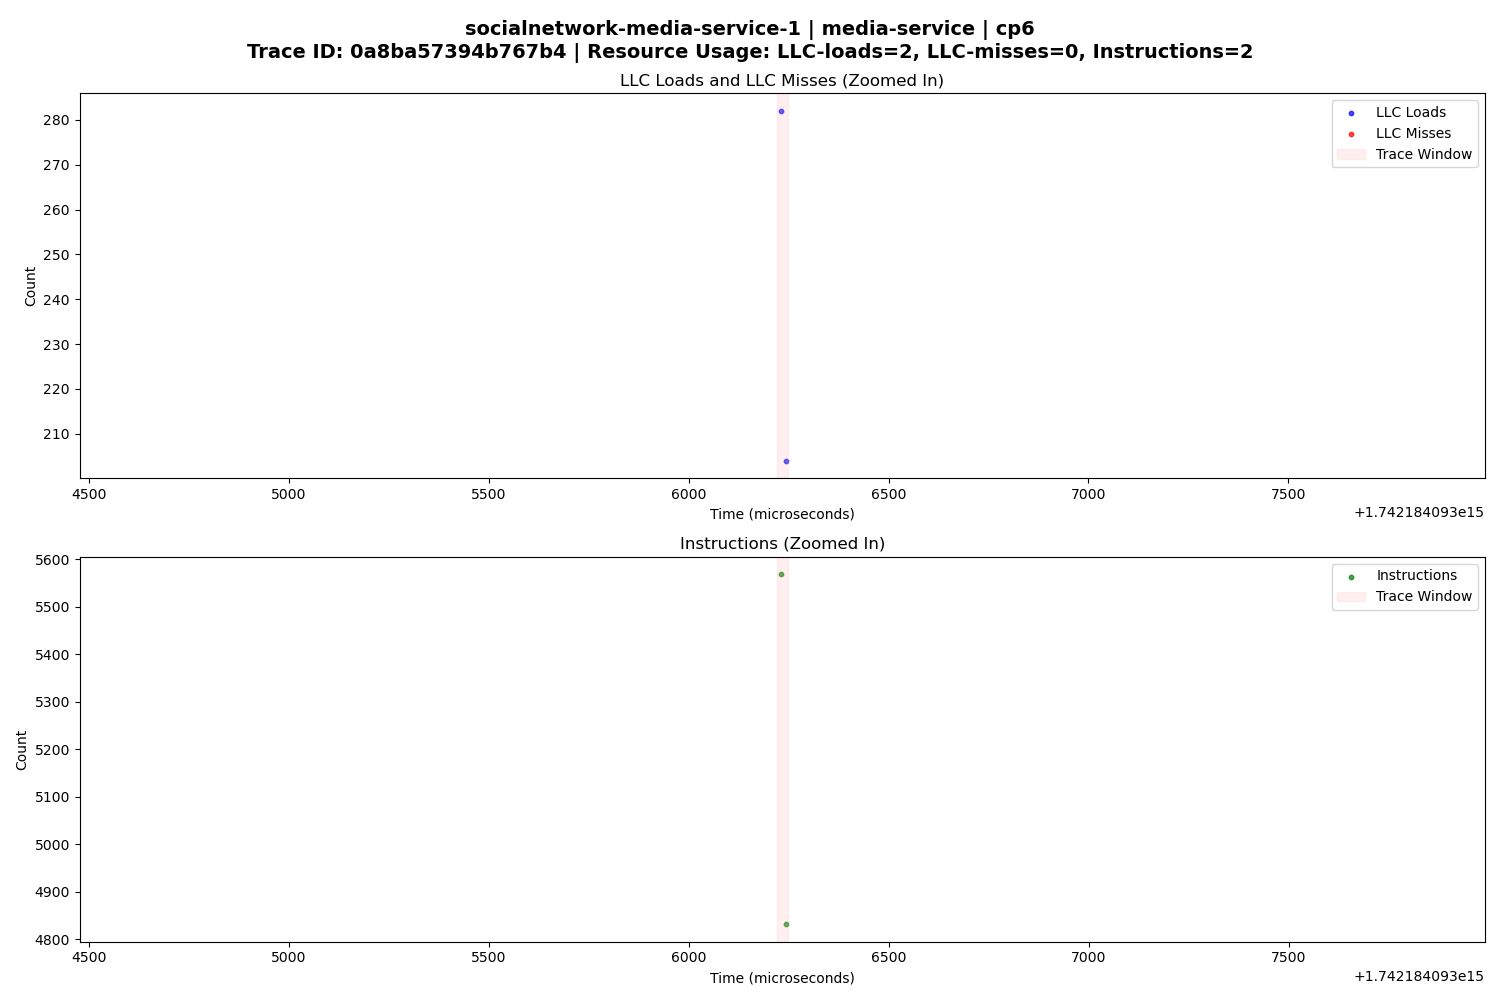 socialnetwork-media-service-1 | media-service | cp6
Trace ID: 0a8ba57394b767b4 | Resource Usage: LLC-loads=2, LLC-misses=0, Instructions=2
LLC Loads and LLC Misses (Zoomed In)
280
270
260
250
240
230
220
210
Count
LLC Loads
LLC Misses
Trace Window
4500 5000 5500 6000 6500 7000 7500
Time (microseconds)
+1.742184093e15
Instructions (Zoomed In)
5600
5500
5400
5300
5200
5100
5000
4900
4800
Count
Instructions
Trace Window
4500 5000 5500 6000 6500 7000 7500
Time (microseconds)
+1.742184093e15